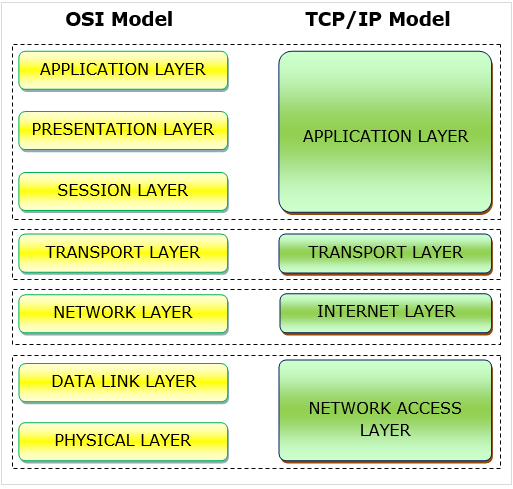 OSI Model
TCP/IP Model
APPLICATION LAYER
PRESENTATION LAYER
SESSION LAYER
APPLICATION LAYER
TRANSPORT LAYER
TRANSPORT LAYER
NETWORK LAYER
INTERNET LAYER
DATA LINK LAYER
PHYSICAL LAYER
NETWORK ACCESS
LAYER